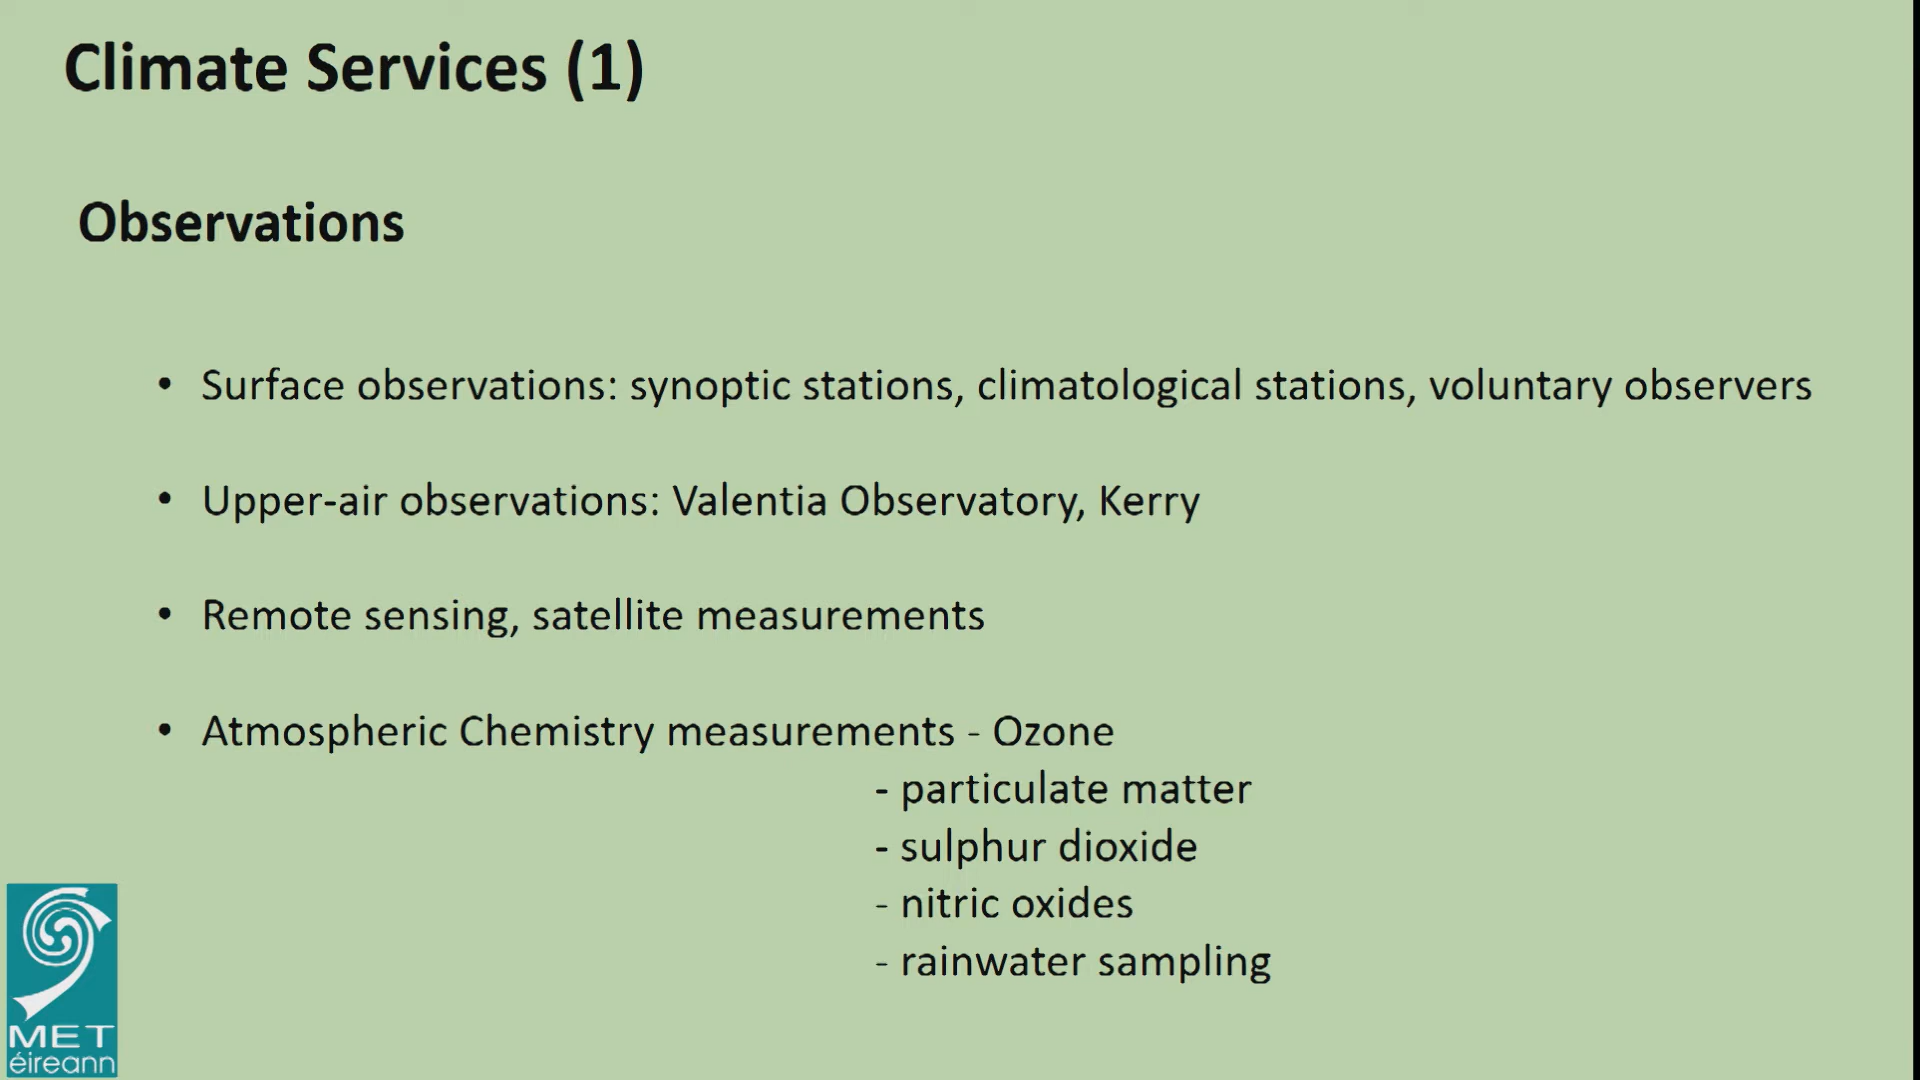 Climate Services (1)
Observations
• Surface observations: synoptic stations, climatological stations, voluntary observers
• Upper-air observations: Valentia Observatory, Kerry
• Remote sensing, satellite measurements
• Atmospheric Chemistry measurements - Ozone
- particulate matter
- sulphur dioxide
- nitric oxides
- rainwater sampling
MET
éireann